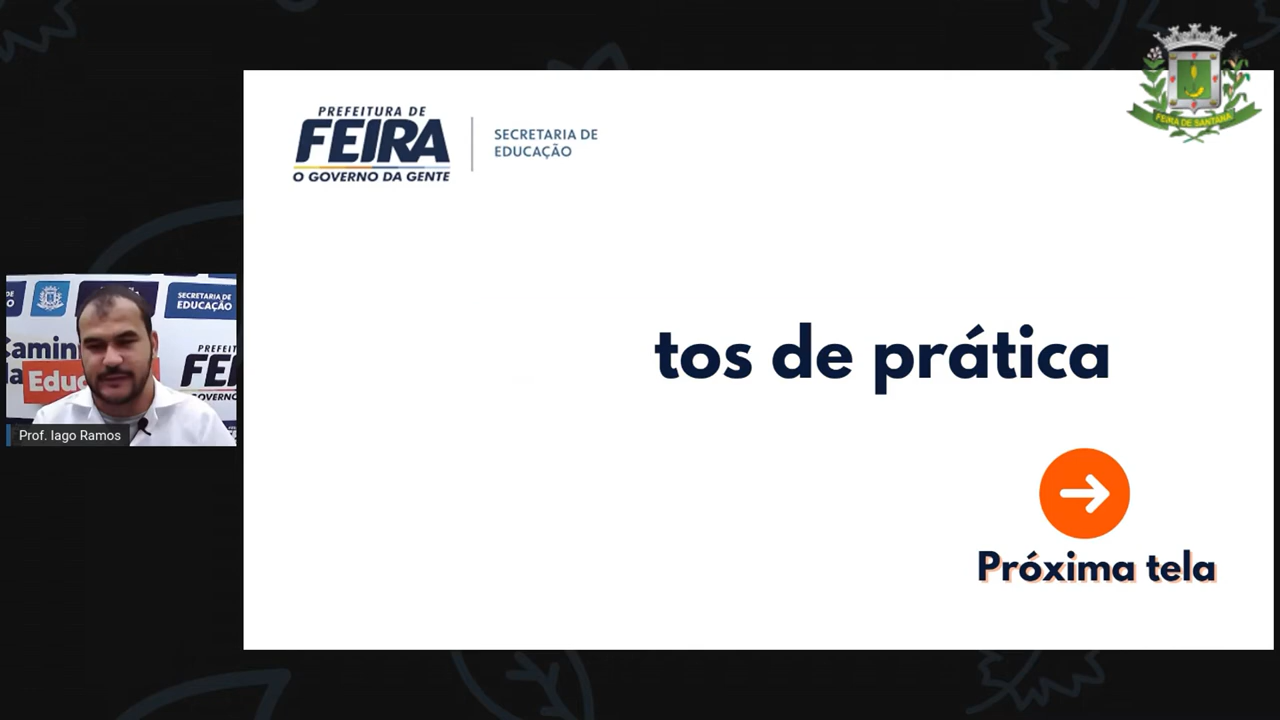 FEIRA DE SANTANA
PREFEITURA DE
FEIRA
O GOVERNO DA GENTE
SECRETARIA DE
EDUCAÇÃO
SECRETARIA DE
EDUCAÇÃO
tos de prática
Prof. Iago Ramos
Próxima tela